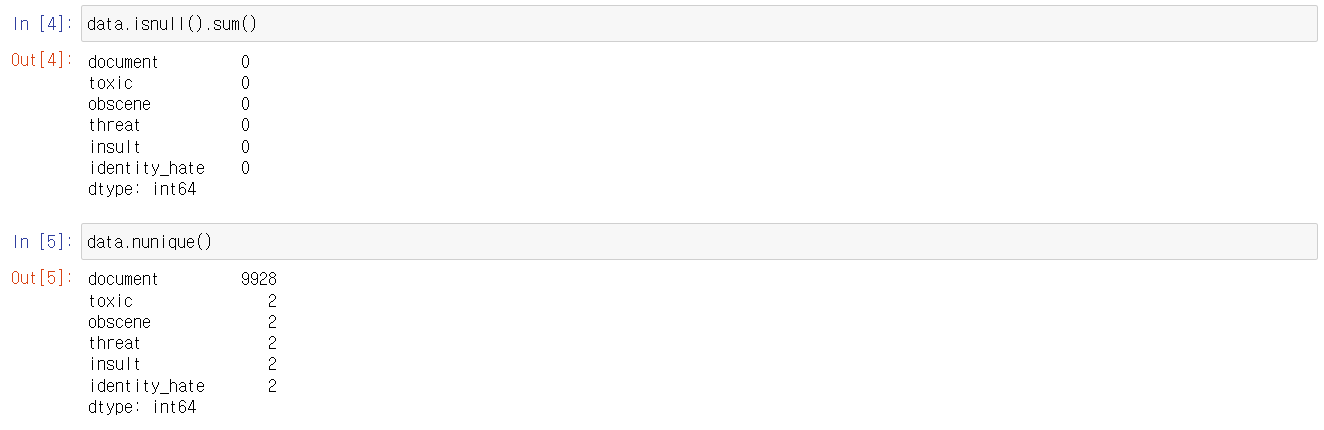 In [4]: data.isnull().sum()
Out[4]: document 0
toxic 0
obscene 0
threat 0
insult 0
identity_hate 0
dtype: int64
In [5]: data.nunique()
Out[5]: document 9928
toxic 2
obscene 2
threat 2
insult 2
identity_hate 2
dtype: int64